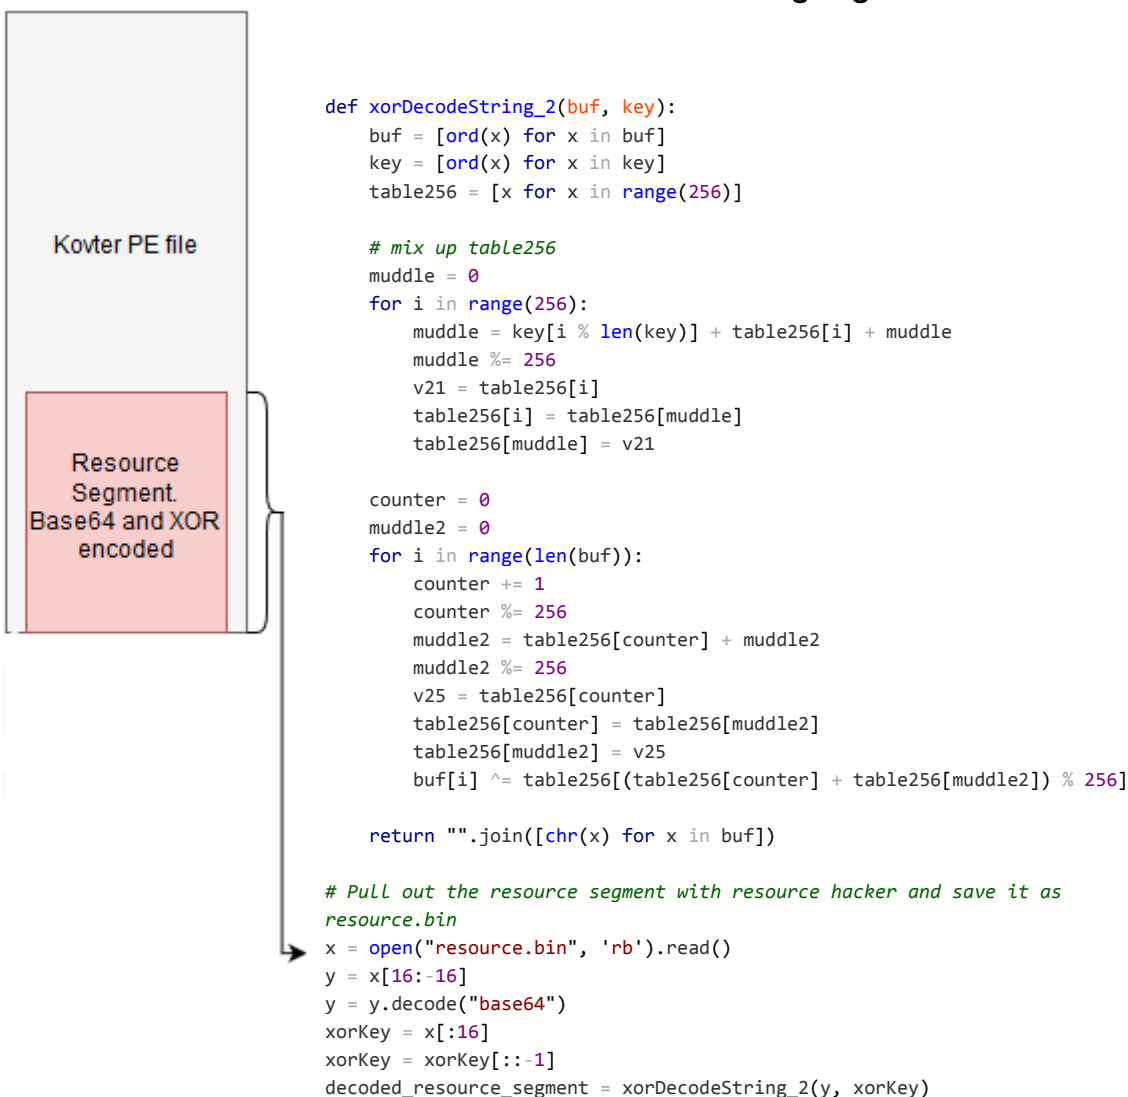 Kovter PE file
Resource
Segment.
Base64 and XOR
encoded
def xorDecodeString_2(buf, key):
    buf = [ord(x) for x in buf]
    key = [ord(x) for x in key]
    table256 = [x for x in range(256)]

    # mix up table256
    muddle = 0
    for i in range(256):
        muddle = key[i % len(key)] + table256[i] + muddle
        muddle %= 256
        v21 = table256[i]
        table256[i] = table256[muddle]
        table256[muddle] = v21

    counter = 0
    muddle2 = 0
    for i in range(len(buf)):
        counter += 1
        counter %= 256
        muddle2 = table256[counter] + muddle2
        muddle2 %= 256
        v25 = table256[counter]
        table256[counter] = table256[muddle2]
        table256[muddle2] = v25
        buf[i] ^= table256[(table256[counter] + table256[muddle2]) % 256]

    return "".join([chr(x) for x in buf])

# Pull out the resource segment with resource hacker and save it as
resource.bin
x = open("resource.bin", 'rb').read()
y = x[16:-16]
y = y.decode("base64")
xorKey = x[:16]
xorKey = xorKey[::-1]
decoded_resource_segment = xorDecodeString_2(y, xorKey)